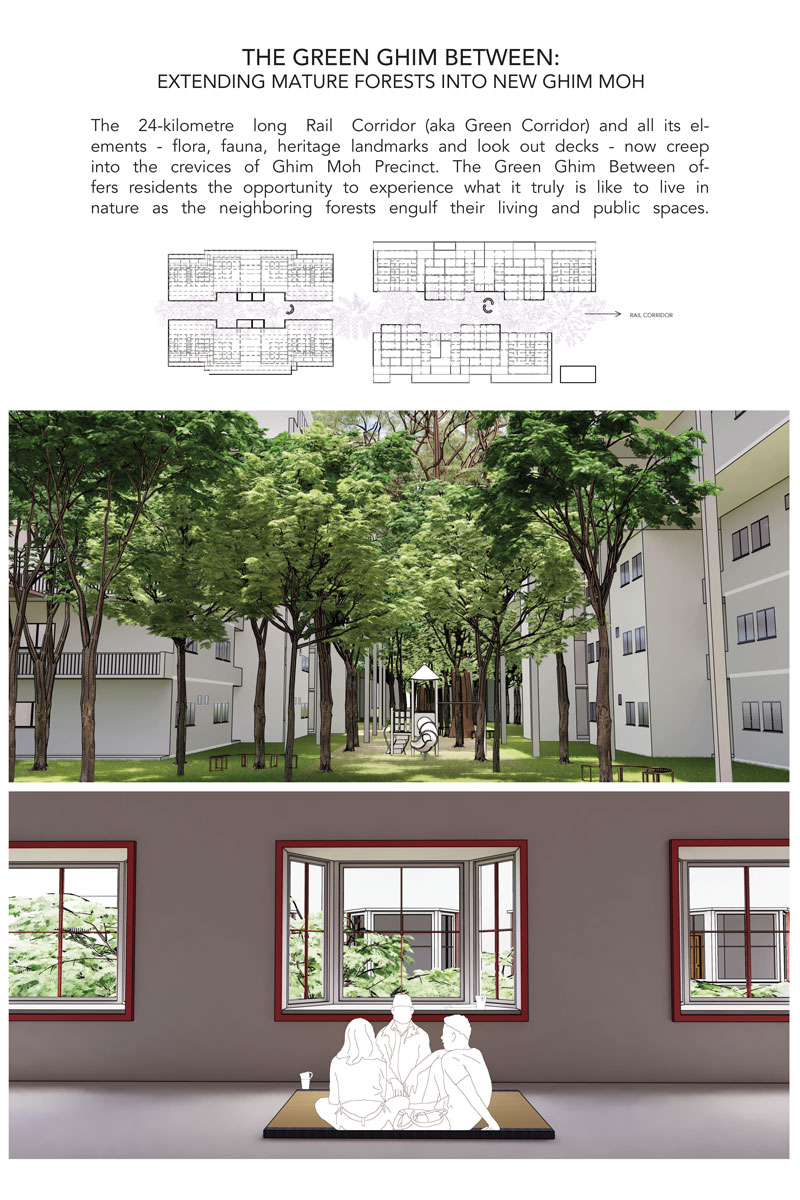 THE GREEN GHIM BETWEEN:
EXTENDING MATURE FORESTS INTO NEW GHIM MOH
The 24-kilometre long Rail Corridor (aka Green Corridor) and all its el-
ements - flora, fauna, heritage landmarks and look out decks - now creep
into the crevices of Ghim Moh Precinct. The Green Ghim Between of-
fers residents the opportunity to experience what it truly is like to live in
nature as the neighboring forests engulf their living and public spaces.
RAIL CORRIDOR